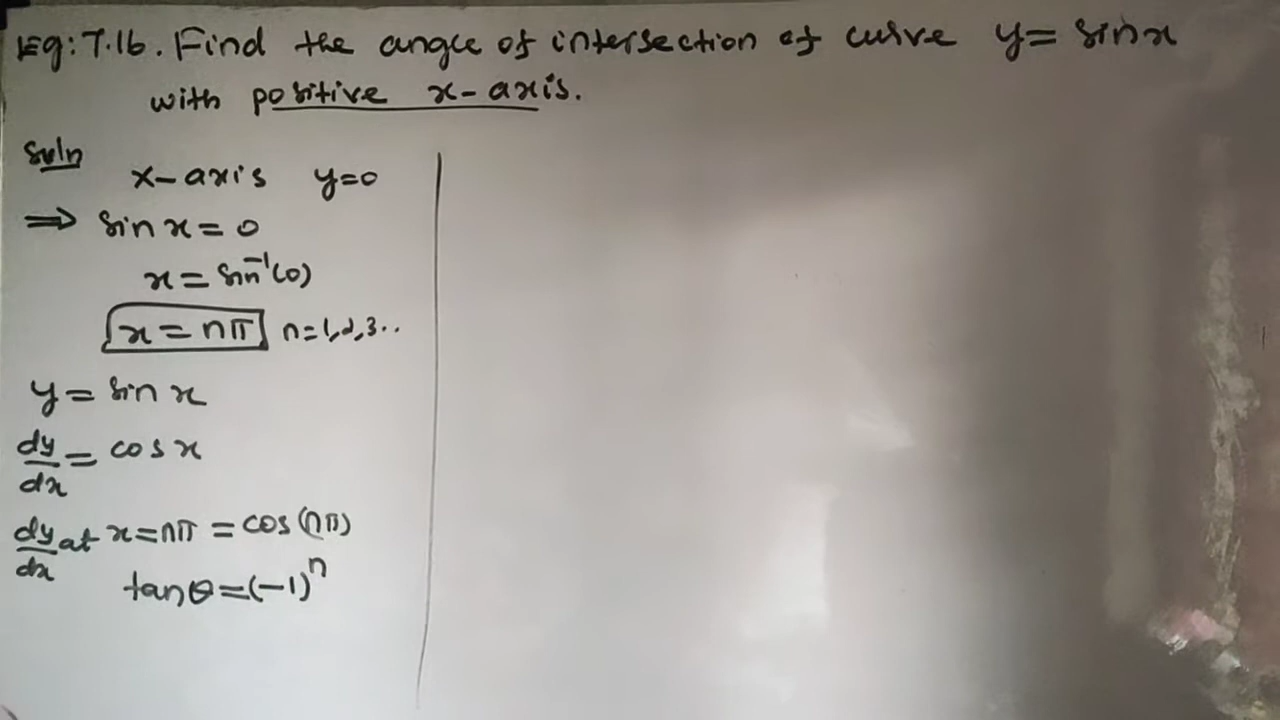 Eg: 7.16. Find the angle of intersection of curve y = sin x
with positive x-axis.
Soln
x-axis y=0
⇒ sin x = 0
x = sin⁻¹(0)
x = nπ n=1,2,3..
y = sin x
dy/dx = cos x
dy/dx at x=nπ = cos(nπ)
tanθ = (-1)ⁿ